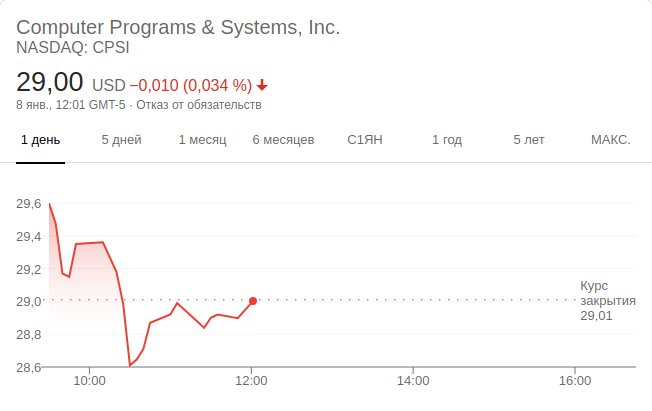 Computer Programs & Systems, Inc.
NASDAQ: CPSI
29,00 USD −0,010 (0,034 %)
8 янв., 12:01 GMT-5 · Отказ от обязательств
1 день 5 дней 1 месяц 6 месяцев С1ЯН 1 год 5 лет МАКС.
29,6
29,4
29,2
29,0
28,8
28,6
Курс
закрытия
29,01
10:00 12:00 14:00 16:00